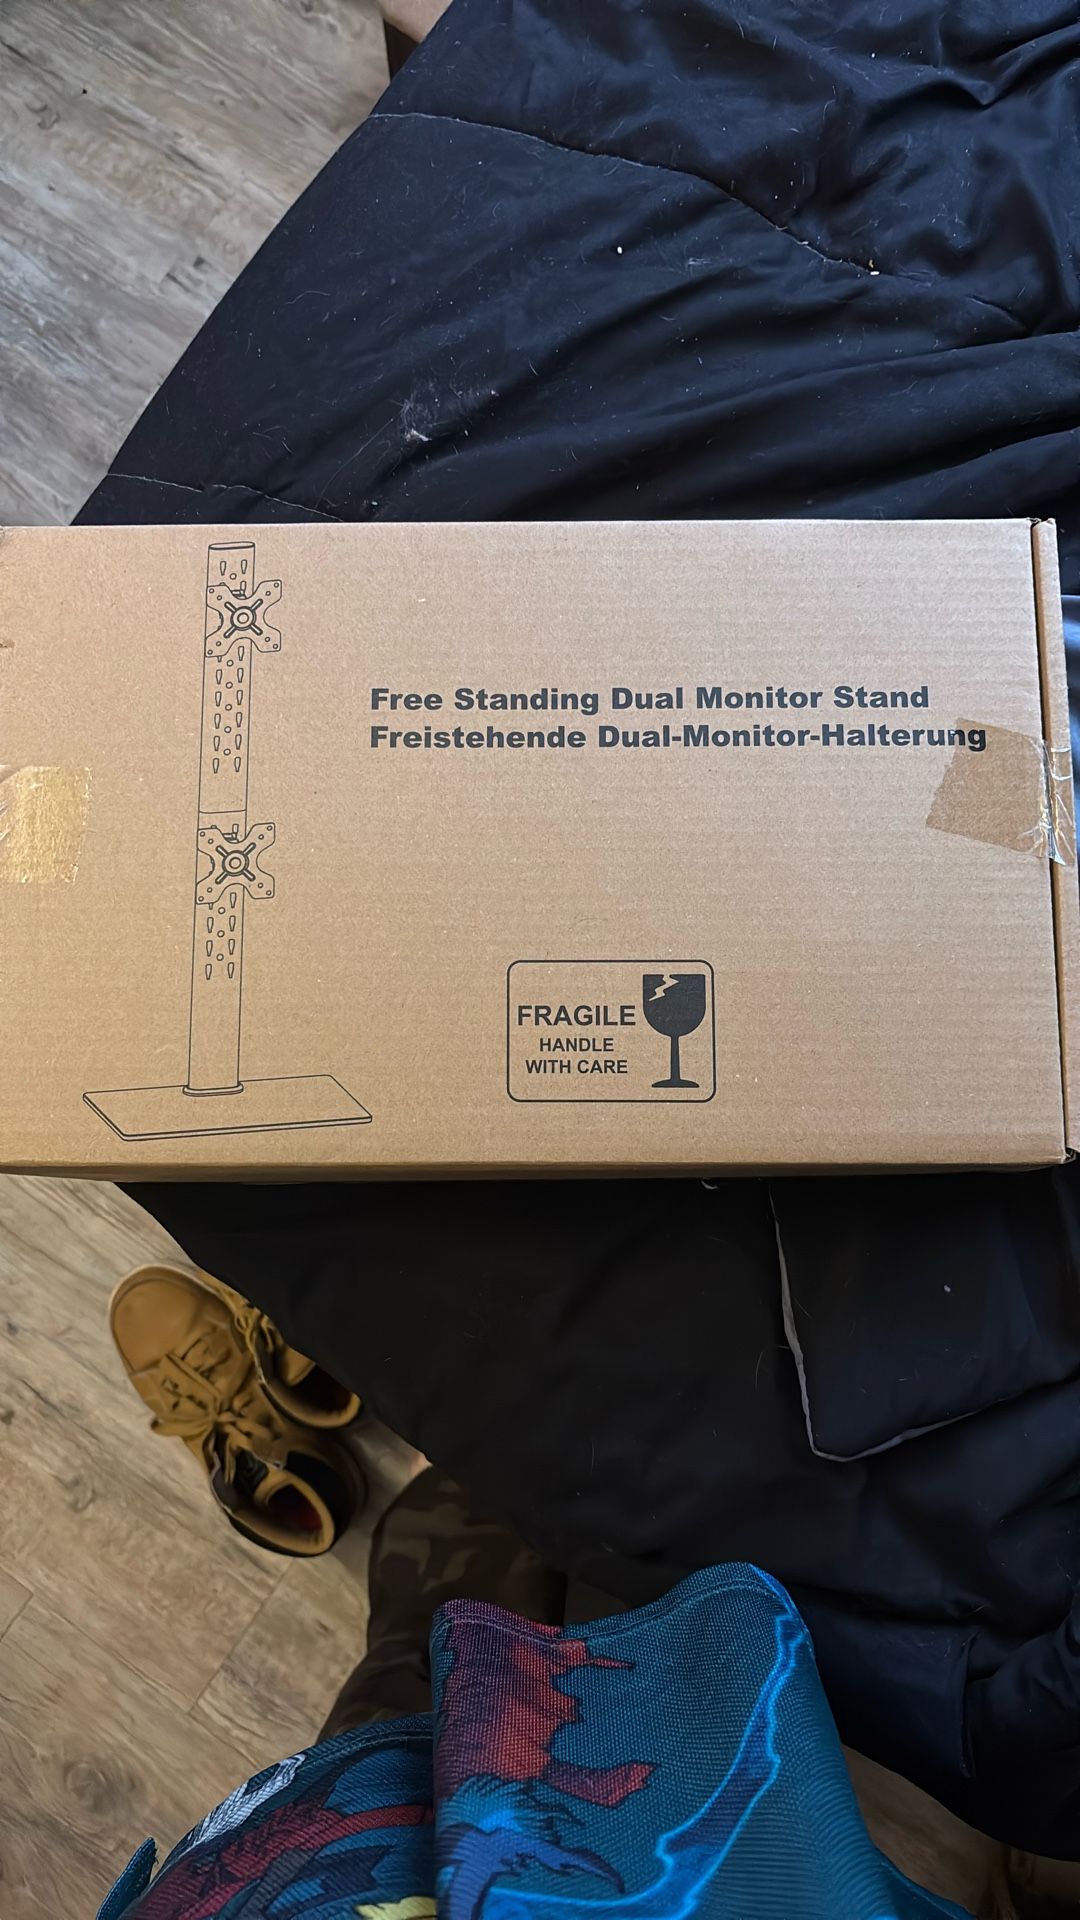 Free Standing Dual Monitor Stand
Freistehende Dual-Monitor-Halterung
FRAGILE
HANDLE
WITH CARE